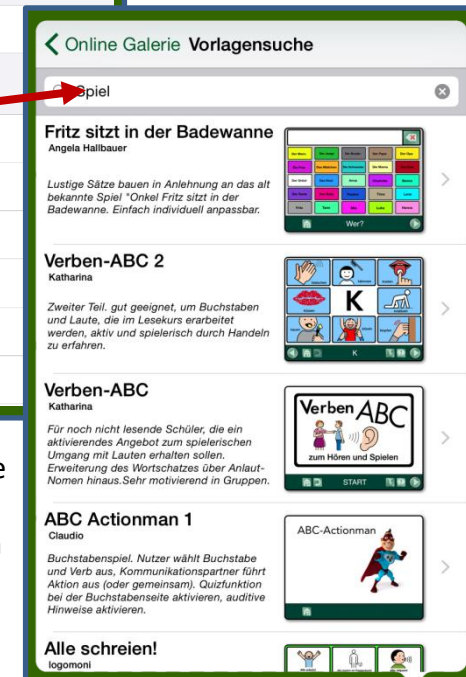 Online Galerie Vorlagensuche
Spiel
Fritz sitzt in der Badewanne
Angela Hallbauer
Lustige Sätze bauen in Anlehnung an das alt
bekannte Spiel "Onkel Fritz sitzt in der
Badewanne. Einfach individuell anpassbar.
Wer?
Verben-ABC 2
Katharina
Zweiter Teil. gut geeignet, um Buchstaben
und Laute, die im Lesekurs erarbeitet
werden, aktiv und spielerisch durch Handeln
zu erfahren.
K
K
Verben-ABC
Katharina
Für noch nicht lesende Schüler, die ein
aktivierendes Angebot zum spielerischen
Umgang mit Lauten erhalten sollen.
Erweiterung des Wortschatzes über Anlaut-
Nomen hinaus.Sehr motivierend in Gruppen.
Verben ABC
zum Hören und Spielen
START
ABC Actionman 1
Claudio
Buchstabenspiel. Nutzer wählt Buchstabe
und Verb aus, Kommunikationspartner führt
Aktion aus (oder gemeinsam). Quizfunktion
bei der Buchstabenseite aktivieren, auditive
Hinweise aktivieren.
ABC-Actionman
Alle schreien!
logomoni